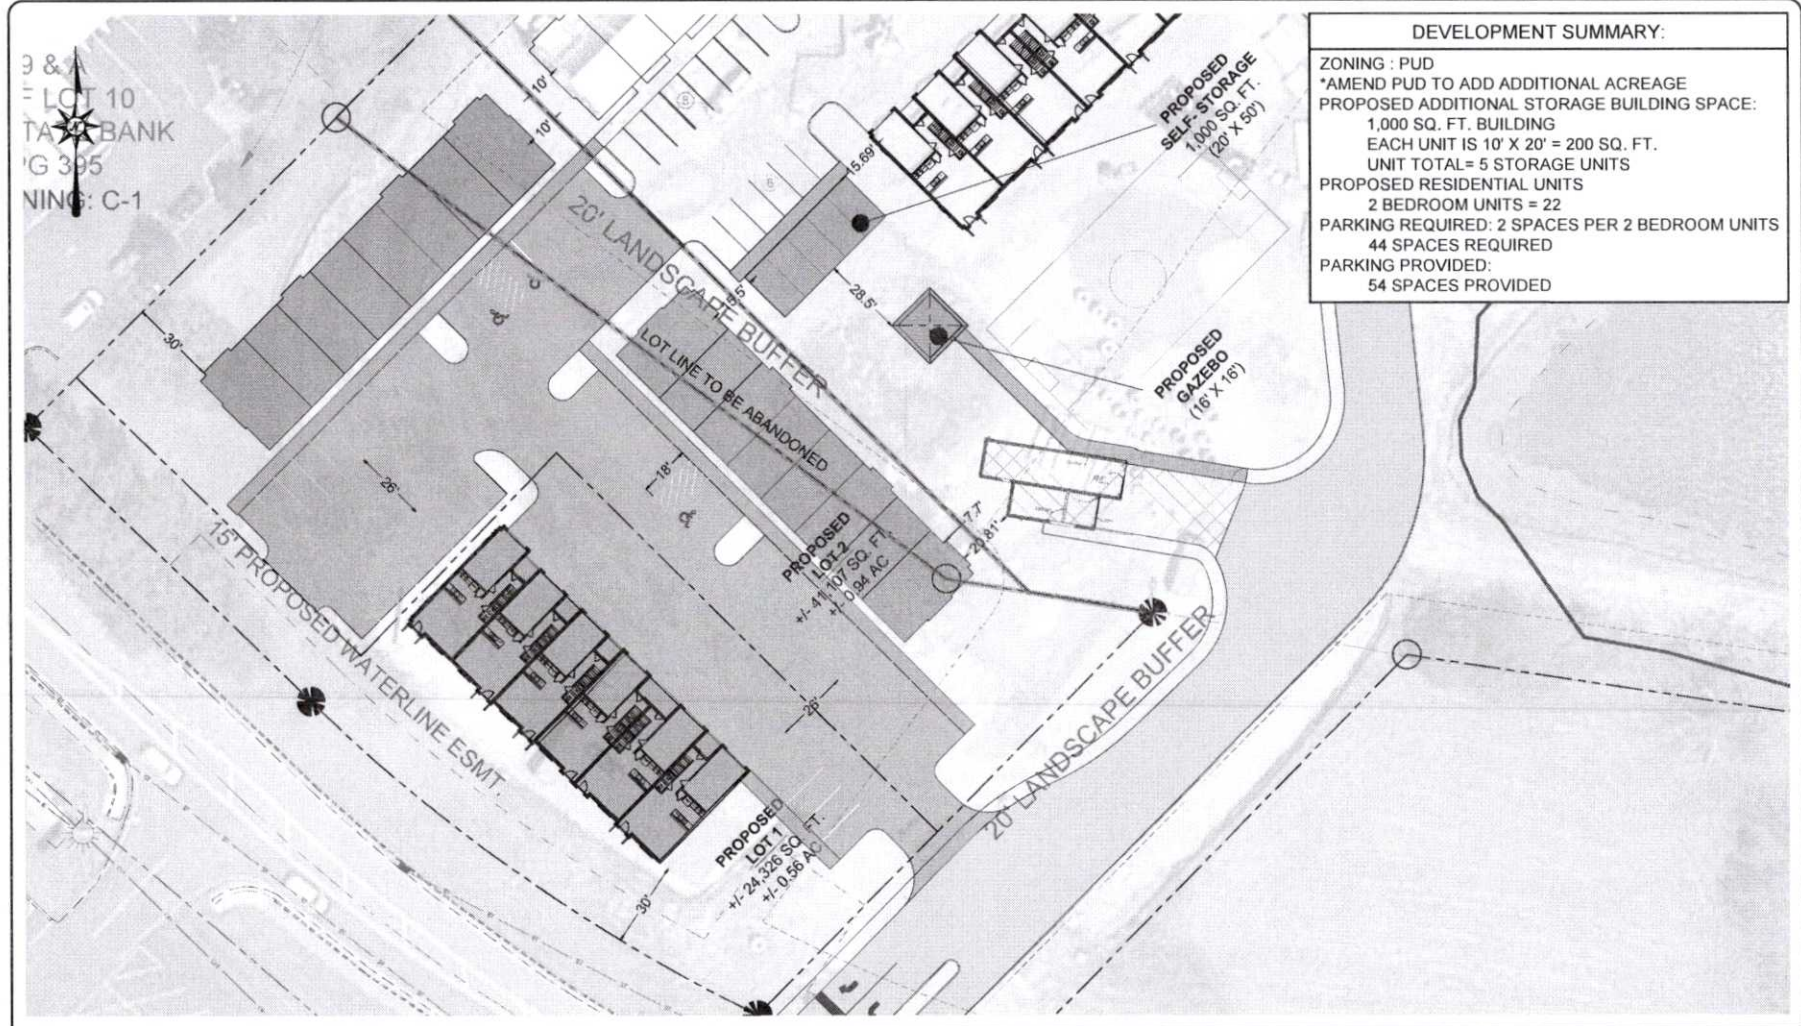 DEVELOPMENT SUMMARY:
ZONING : PUD
*AMEND PUD TO ADD ADDITIONAL ACREAGE
PROPOSED ADDITIONAL STORAGE BUILDING SPACE:
1,000 SQ. FT. BUILDING
EACH UNIT IS 10' X 20' = 200 SQ. FT.
UNIT TOTAL= 5 STORAGE UNITS
PROPOSED RESIDENTIAL UNITS
2 BEDROOM UNITS = 22
PARKING REQUIRED: 2 SPACES PER 2 BEDROOM UNITS
44 SPACES REQUIRED
PARKING PROVIDED:
54 SPACES PROVIDED
9 & A
F LOT 10
BANK
PG 395
NING: C-1
10'
10'
8
6
15.69'
PROPOSED
SELF- STORAGE
1,000 SQ. FT.
(20' X 50')
20' LANDSCAPE BUFFER
28.5'
30'
LOT LINE TO BE ABANDONED
PROPOSED
GAZEBO
(16' X 16')
18'
26'
7.7'
20.81'
PROPOSED
LOT 2
+/- 41,107 SQ. FT.
+/- 0.94 AC
15' PROPOSED WATERLINE ESMT.
26'
20' LANDSCAPE BUFFER
PROPOSED
LOT 1
+/- 24,326 SQ. FT.
+/- 0.56 AC
30'